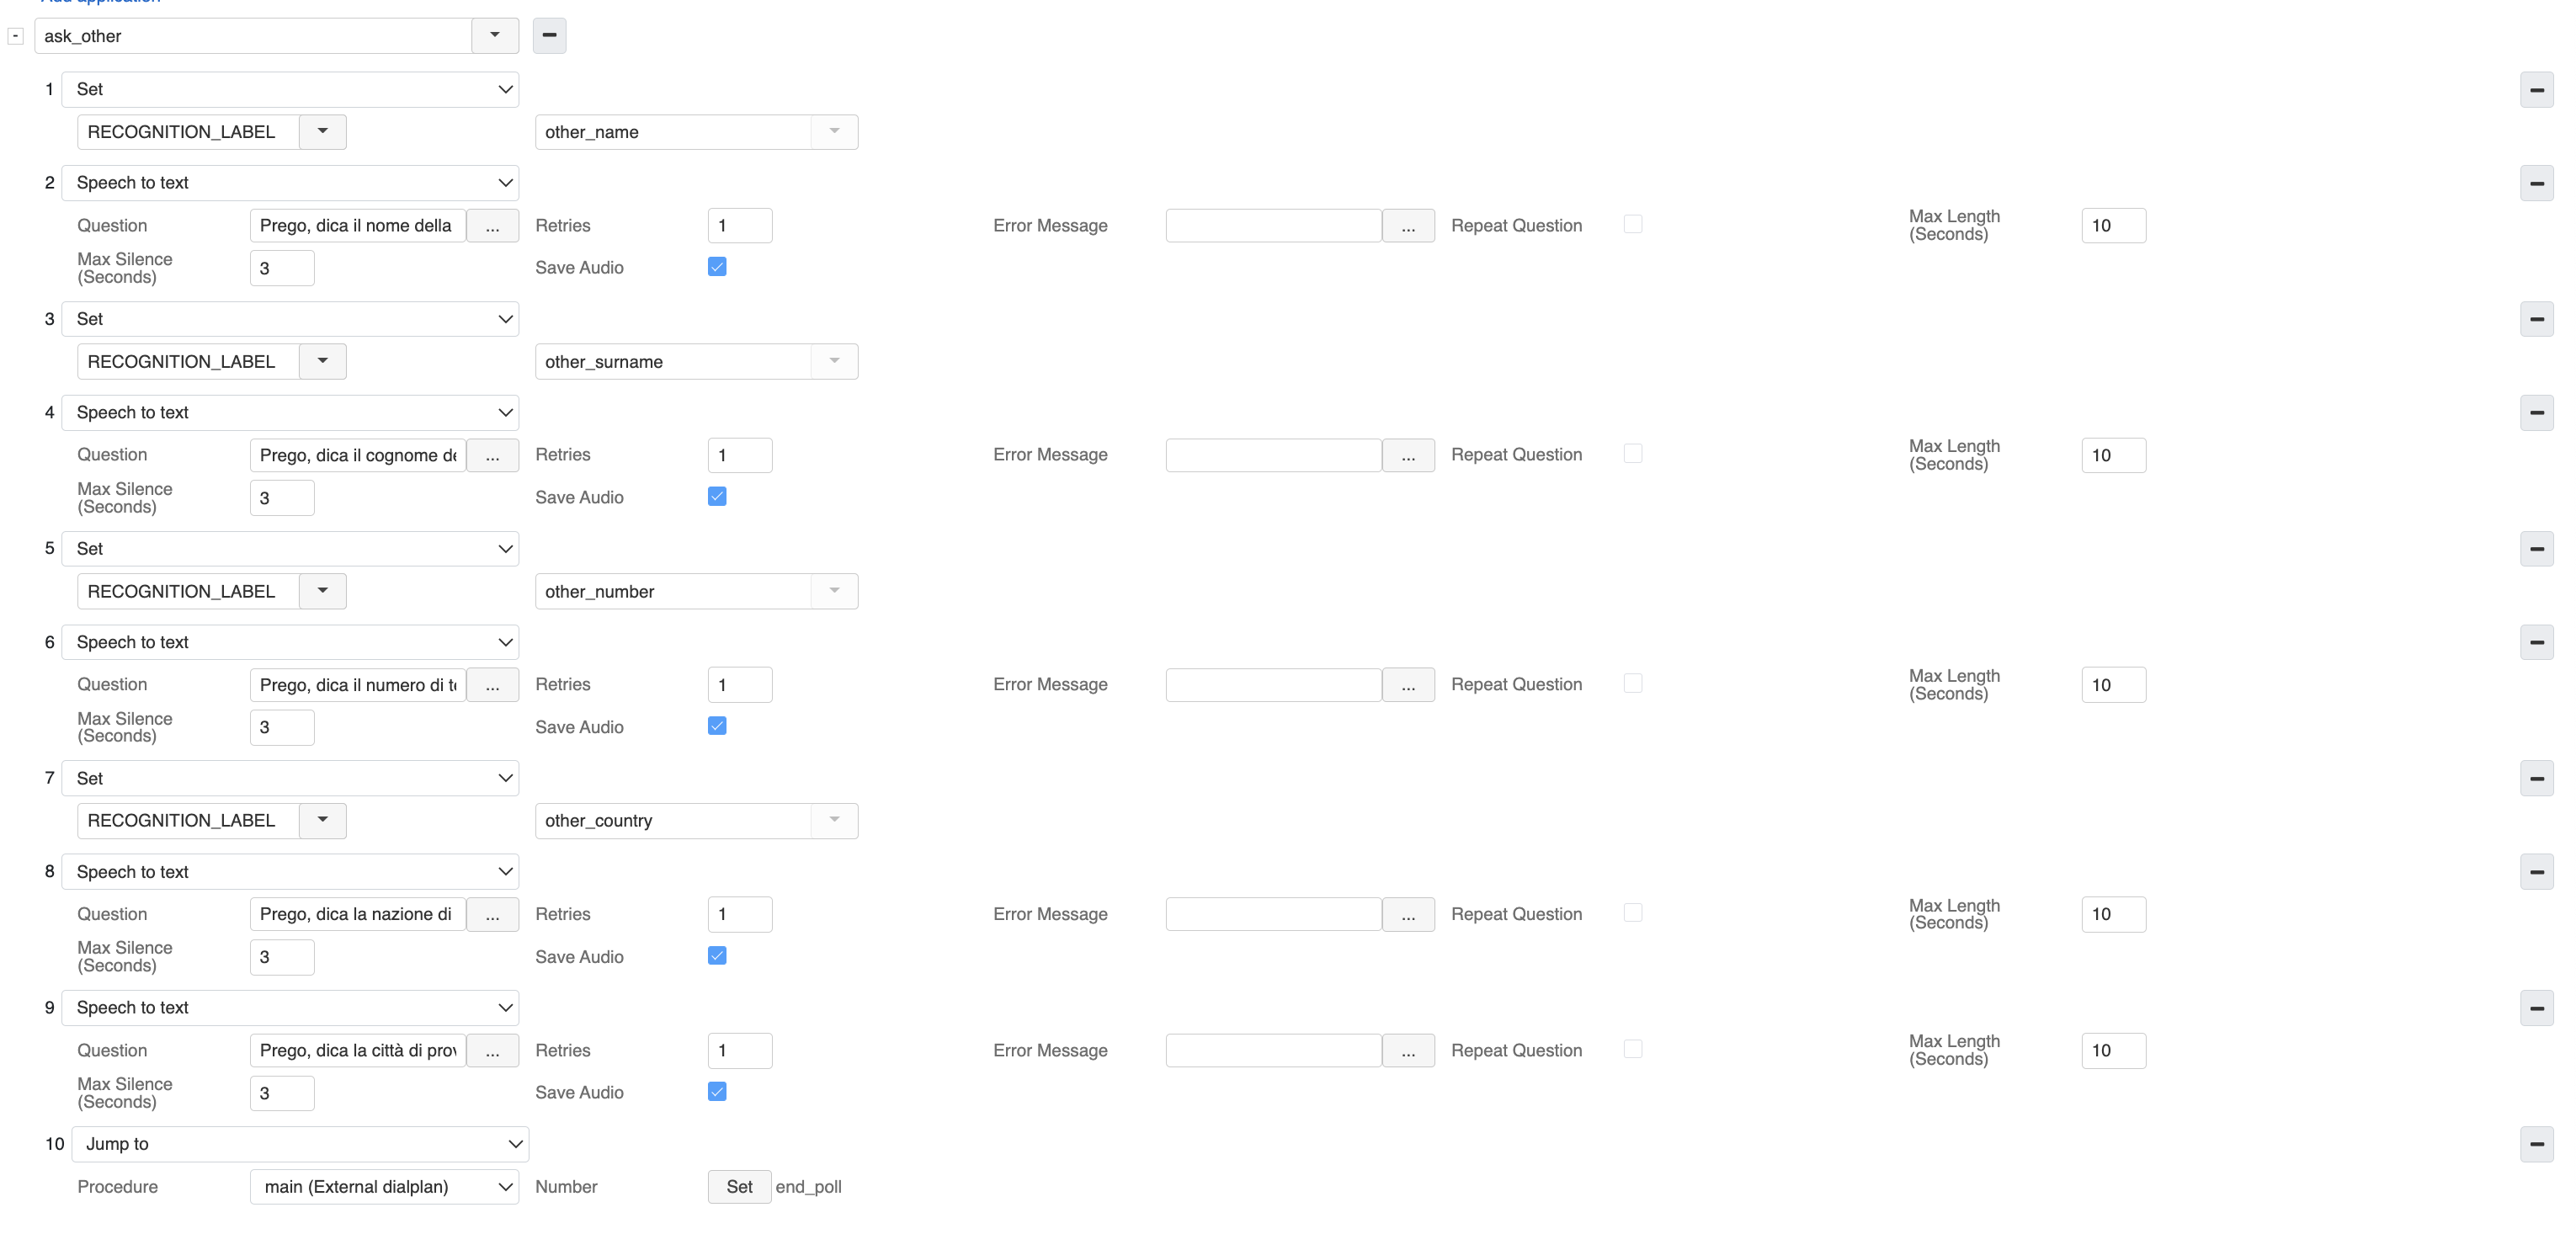 Add application
- ask_other
1 Set
RECOGNITION_LABEL other_name
2 Speech to text
Question Prego, dica il nome della ... Retries 1 Error Message ... Repeat Question Max Length (Seconds) 10
Max Silence (Seconds) 3 Save Audio
3 Set
RECOGNITION_LABEL other_surname
4 Speech to text
Question Prego, dica il cognome de ... Retries 1 Error Message ... Repeat Question Max Length (Seconds) 10
Max Silence (Seconds) 3 Save Audio
5 Set
RECOGNITION_LABEL other_number
6 Speech to text
Question Prego, dica il numero di te ... Retries 1 Error Message ... Repeat Question Max Length (Seconds) 10
Max Silence (Seconds) 3 Save Audio
7 Set
RECOGNITION_LABEL other_country
8 Speech to text
Question Prego, dica la nazione di ... Retries 1 Error Message ... Repeat Question Max Length (Seconds) 10
Max Silence (Seconds) 3 Save Audio
9 Speech to text
Question Prego, dica la città di prov ... Retries 1 Error Message ... Repeat Question Max Length (Seconds) 10
Max Silence (Seconds) 3 Save Audio
10 Jump to
Procedure main (External dialplan) Number Set end_poll